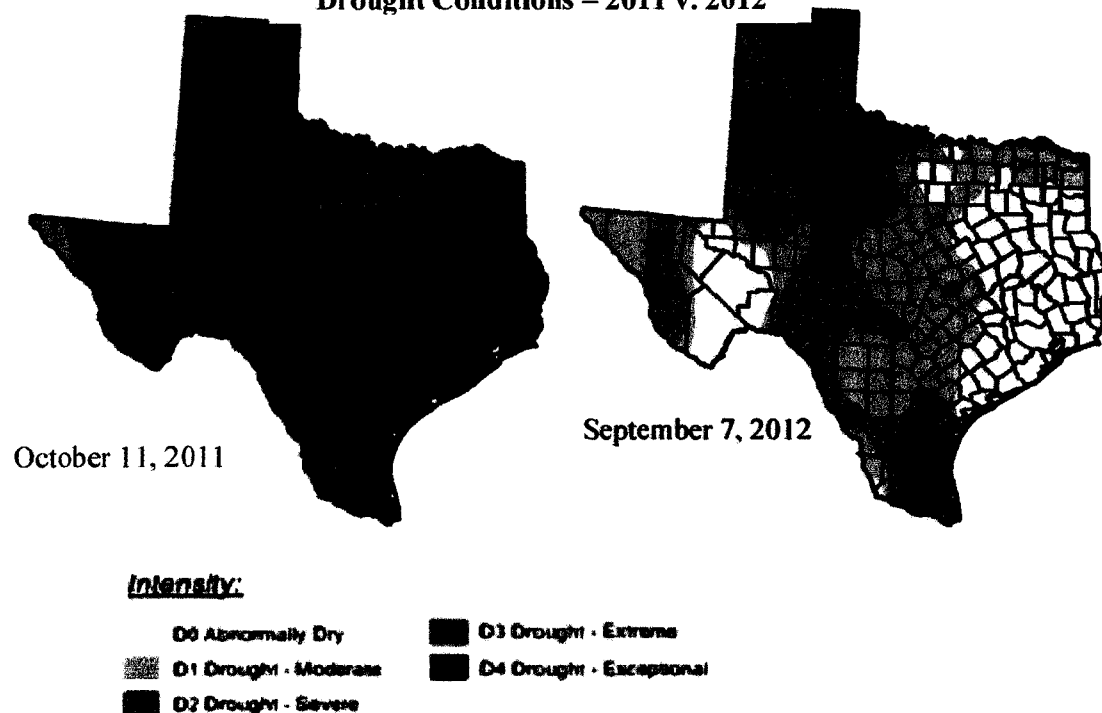 Drought Conditions – 2011 v. 2012
October 11, 2011
September 7, 2012
Intensity:
D0 Abnormally Dry
D1 Drought - Moderate
D2 Drought - Severe
D3 Drought - Extreme
D4 Drought - Exceptional